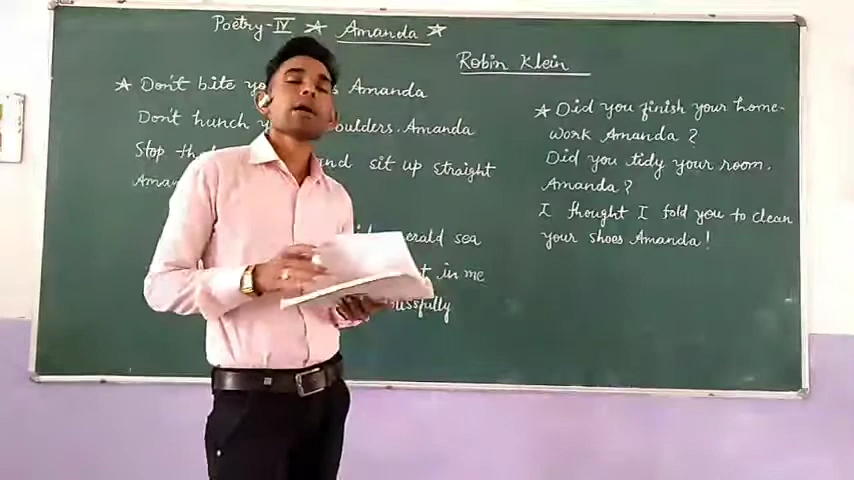 Poetry-IV ★ Amanda ★
Robin Klein
★ Don't bite yo s Amanda
Don't hunch y oulders. Amanda
Stop th nd sit up straight
Aman
erald sea
t in me
blissfully
★ Did you finish your home-
work Amanda ?
Did you tidy your room.
Amanda ?
I thought I told you to clean
your shoes Amanda !